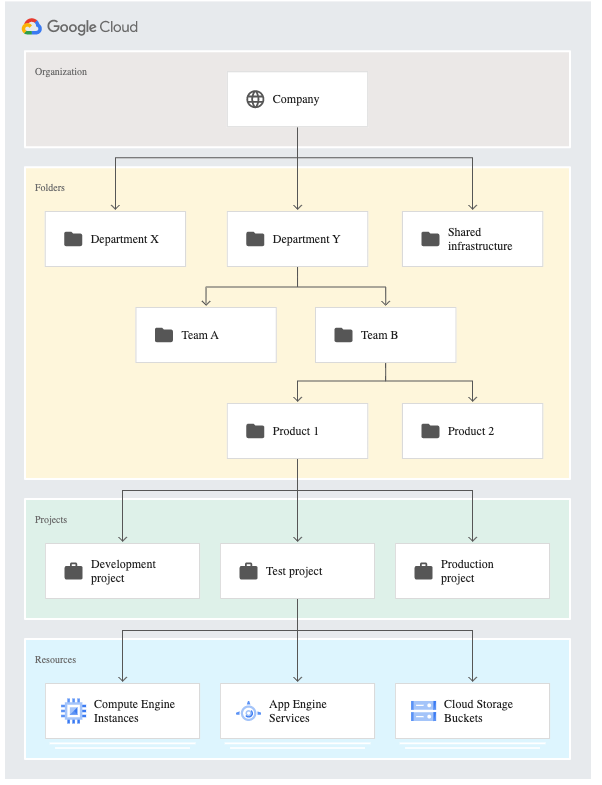 Google Cloud
Organization
Company
Folders
Department X
Department Y
Shared
infrastructure
Team A
Team B
Product 1
Product 2
Projects
Development
project
Test project
Production
project
Resources
Compute Engine
Instances
App Engine
Services
Cloud Storage
Buckets